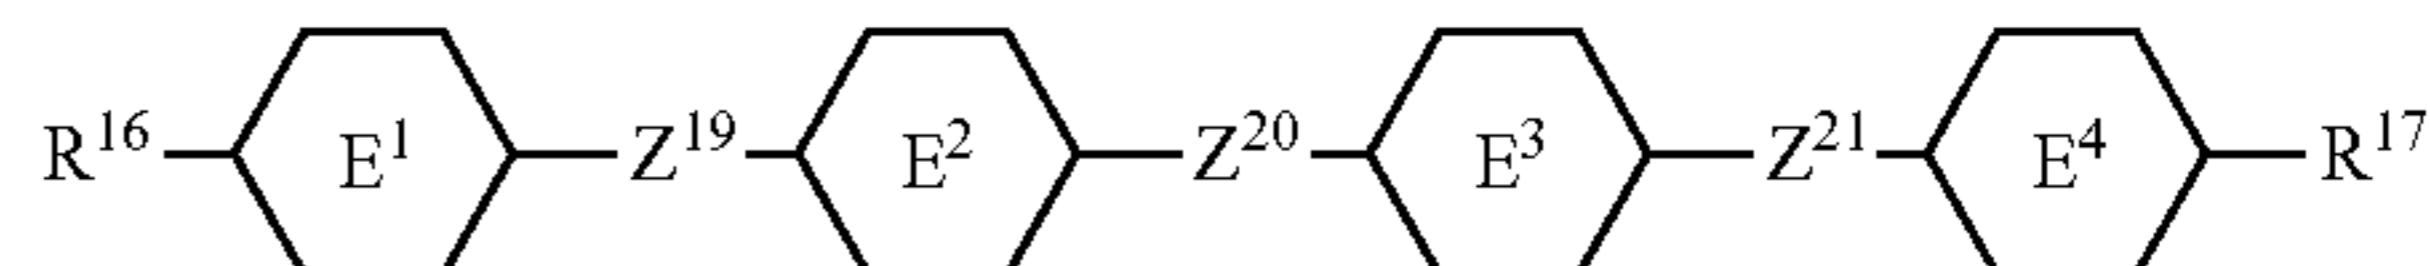 R¹⁶ E¹ Z¹⁹ E² Z²⁰ E³ Z²¹ E⁴ R¹⁷